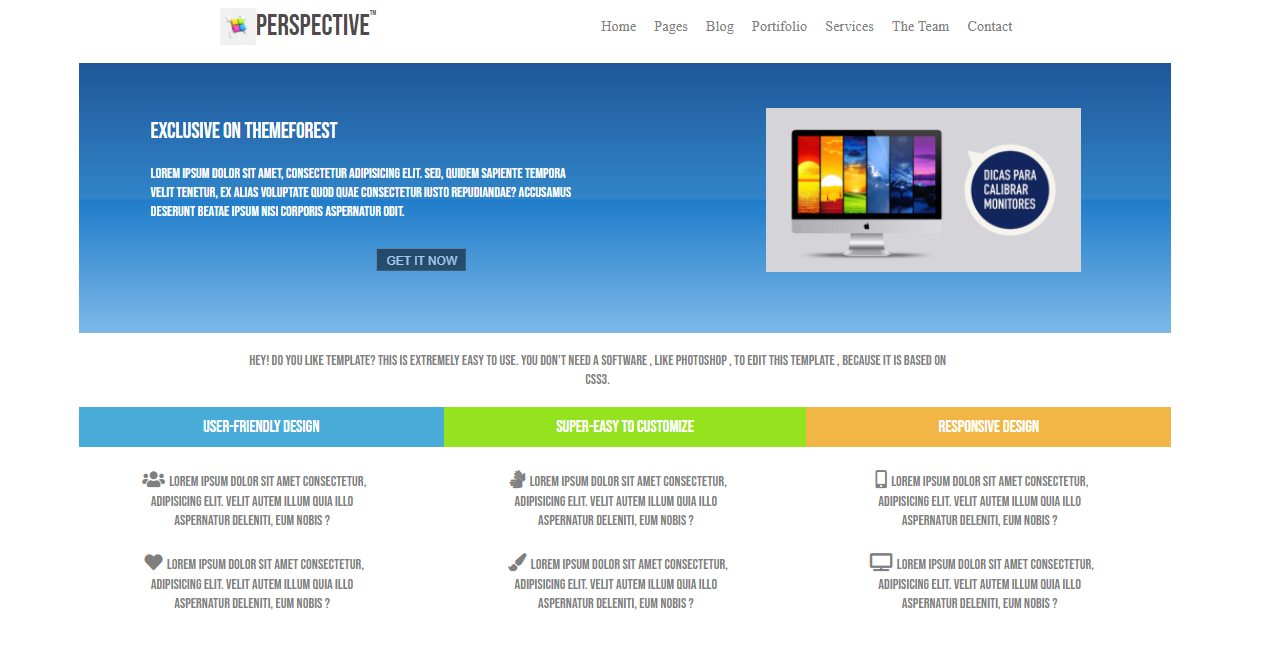 PERSPECTIVE™
Home Pages Blog Portifolio Services The Team Contact
EXCLUSIVE ON THEMEFOREST
LOREM IPSUM DOLOR SIT AMET, CONSECTETUR ADIPISICING ELIT. SED, QUIDEM SAPIENTE TEMPORA
VELIT TENETUR, EX ALIAS VOLUPTATE QUOD QUAE CONSECTETUR IUSTO REPUDIANDAE? ACCUSAMUS
DESERUNT BEATAE IPSUM NISI CORPORIS ASPERNATUR ODIT.
GET IT NOW
DICAS PARA
CALIBRAR
MONITORES
HEY! DO YOU LIKE TEMPLATE? THIS IS EXTREMELY EASY TO USE. YOU DON'T NEED A SOFTWARE , LIKE PHOTOSHOP , TO EDIT THIS TEMPLATE , BECAUSE IT IS BASED ON
CSS3.
USER-FRIENDLY DESIGN
SUPER-EASY TO CUSTOMIZE
RESPONSIVE DESIGN
LOREM IPSUM DOLOR SIT AMET CONSECTETUR,
ADIPISICING ELIT. VELIT AUTEM ILLUM QUIA ILLO
ASPERNATUR DELENITI, EUM NOBIS ?
LOREM IPSUM DOLOR SIT AMET CONSECTETUR,
ADIPISICING ELIT. VELIT AUTEM ILLUM QUIA ILLO
ASPERNATUR DELENITI, EUM NOBIS ?
LOREM IPSUM DOLOR SIT AMET CONSECTETUR,
ADIPISICING ELIT. VELIT AUTEM ILLUM QUIA ILLO
ASPERNATUR DELENITI, EUM NOBIS ?
LOREM IPSUM DOLOR SIT AMET CONSECTETUR,
ADIPISICING ELIT. VELIT AUTEM ILLUM QUIA ILLO
ASPERNATUR DELENITI, EUM NOBIS ?
LOREM IPSUM DOLOR SIT AMET CONSECTETUR,
ADIPISICING ELIT. VELIT AUTEM ILLUM QUIA ILLO
ASPERNATUR DELENITI, EUM NOBIS ?
LOREM IPSUM DOLOR SIT AMET CONSECTETUR,
ADIPISICING ELIT. VELIT AUTEM ILLUM QUIA ILLO
ASPERNATUR DELENITI, EUM NOBIS ?